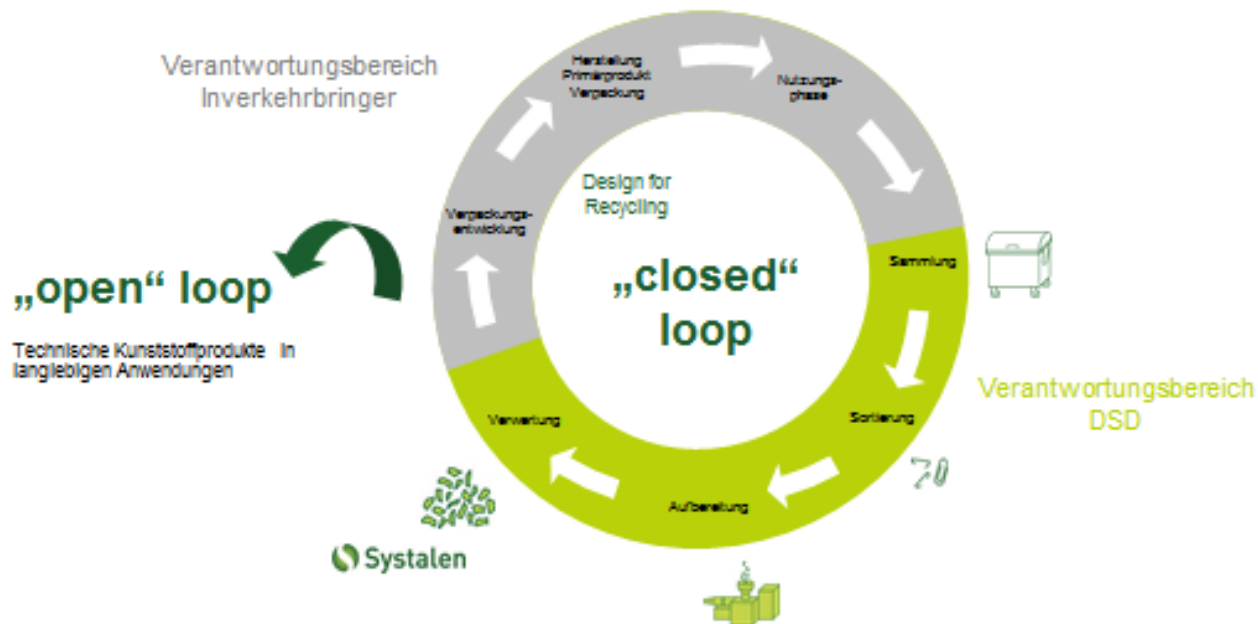 Verantwortungsbereich
Inverkehrbringer
Herstellung
Primärprodukt
Verpackung
Nutzungs-
phase
Design for
Recycling
Verpackungs-
entwicklung
Sammlung
„open“ loop
„closed“
loop
Technische Kunststoffprodukte in
langlebigen Anwendungen
Verantwortungsbereich
DSD
Sortierung
Verwertung
Aufbereitung
Systalen